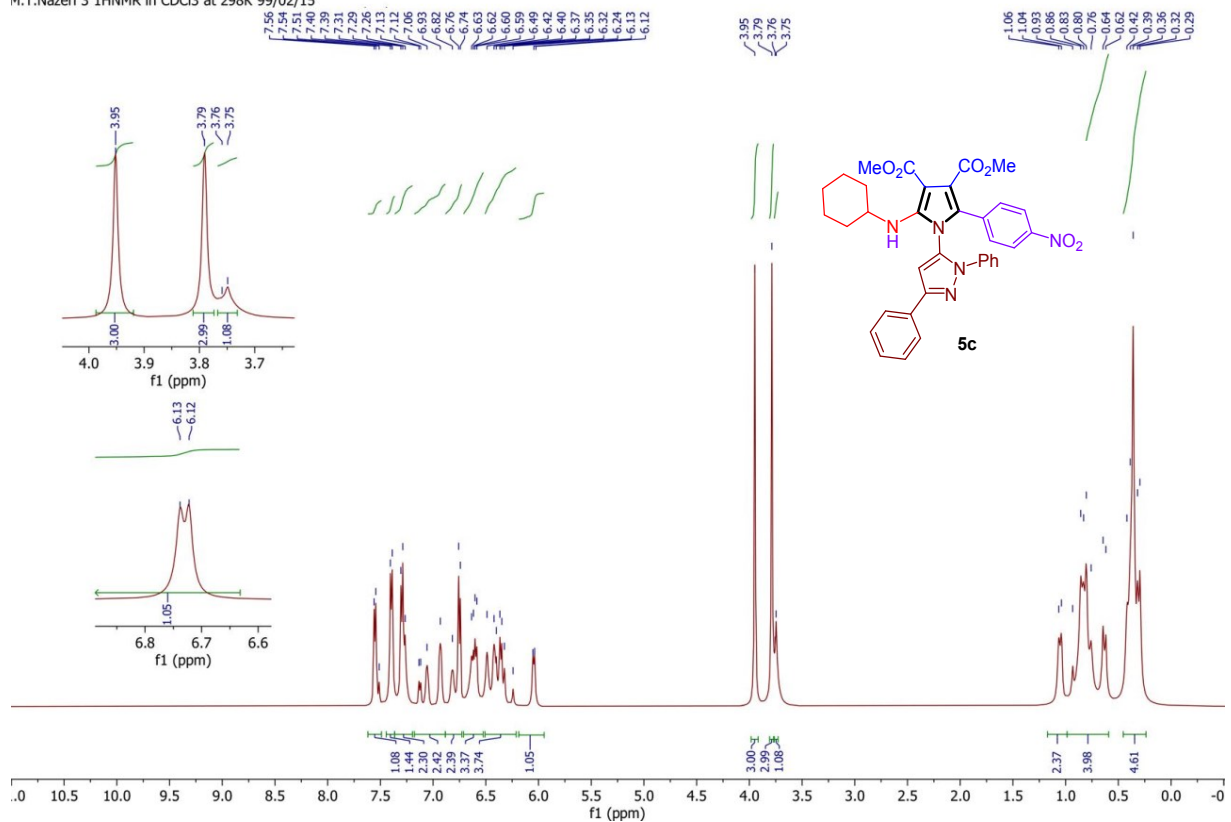 M.T.Nazeri 3 1HNMR in CDCl3 at 298K 99/02/15
7.56 7.54 7.51 7.40 7.39 7.31 7.29 7.26 7.13 7.12 7.06 6.93 6.82 6.76 6.74 6.63 6.62 6.60 6.59 6.49 6.42 6.40 6.37 6.35 6.32 6.24 6.13 6.12
3.95 3.79 3.76 3.75
1.06 1.04 0.93 0.86 0.83 0.80 0.76 0.64 0.62 0.42 0.39 0.36 0.32 0.29
3.95 3.79 3.76 3.75
3.00 2.99 1.08
4.0 3.9 3.8 3.7
f1 (ppm)
6.13 6.12
1.05
6.8 6.7 6.6
f1 (ppm)
MeO2C CO2Me
N
H
N
NO2
N Ph
N
5c
1.08 1.44 2.30 2.42 2.39 3.27 3.74 1.05 3.00 2.99 1.08 2.37 3.98 4.61
.0 10.5 10.0 9.5 9.0 8.5 8.0 7.5 7.0 6.5 6.0 5.5 5.0 4.5 4.0 3.5 3.0 2.5 2.0 1.5 1.0 0.5 0.0 -0
f1 (ppm)